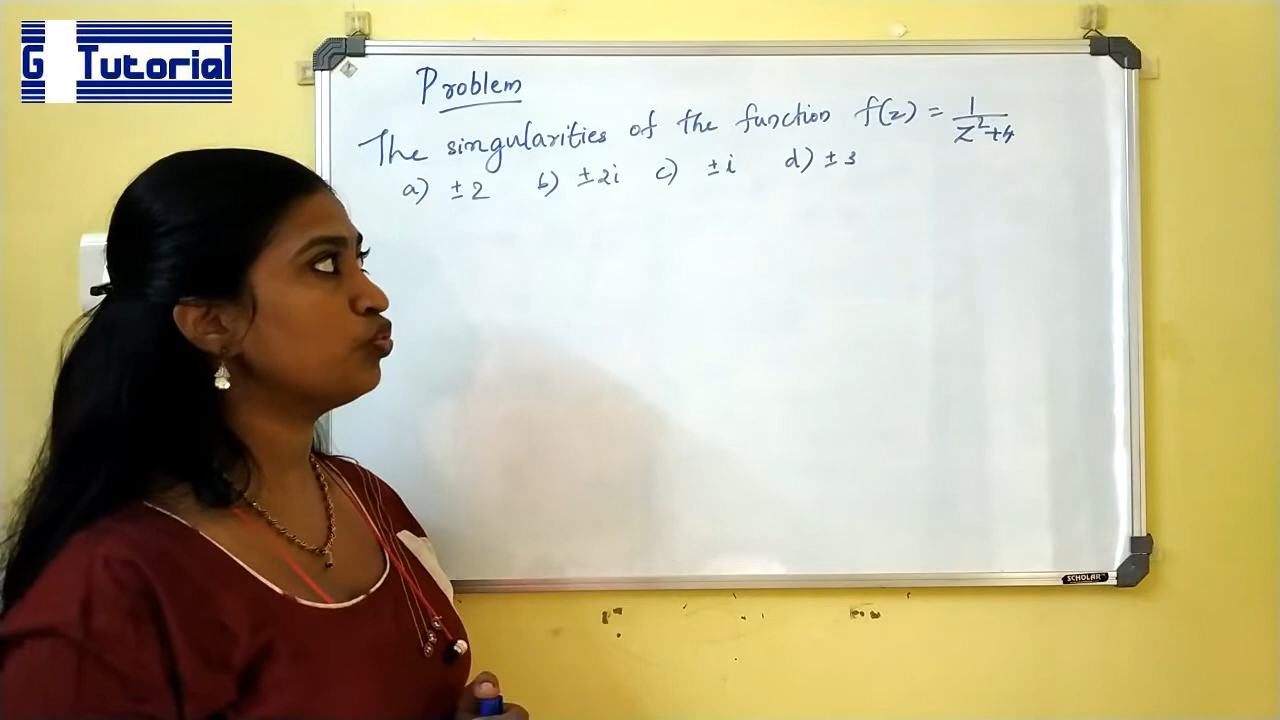 G Tutorial
Problem
The singularities of the function f(z) = 1/(z²+4)
a) ±2 b) ±2i c) ±i d) ±3
SCHOLAR